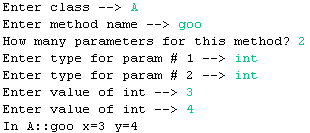 Enter class --> A
Enter method name --> goo
How many parameters for this method? 2
Enter type for param # 1 --> int
Enter type for param # 2 --> int
Enter value of int --> 3
Enter value of int --> 4
In A::goo x=3 y=4